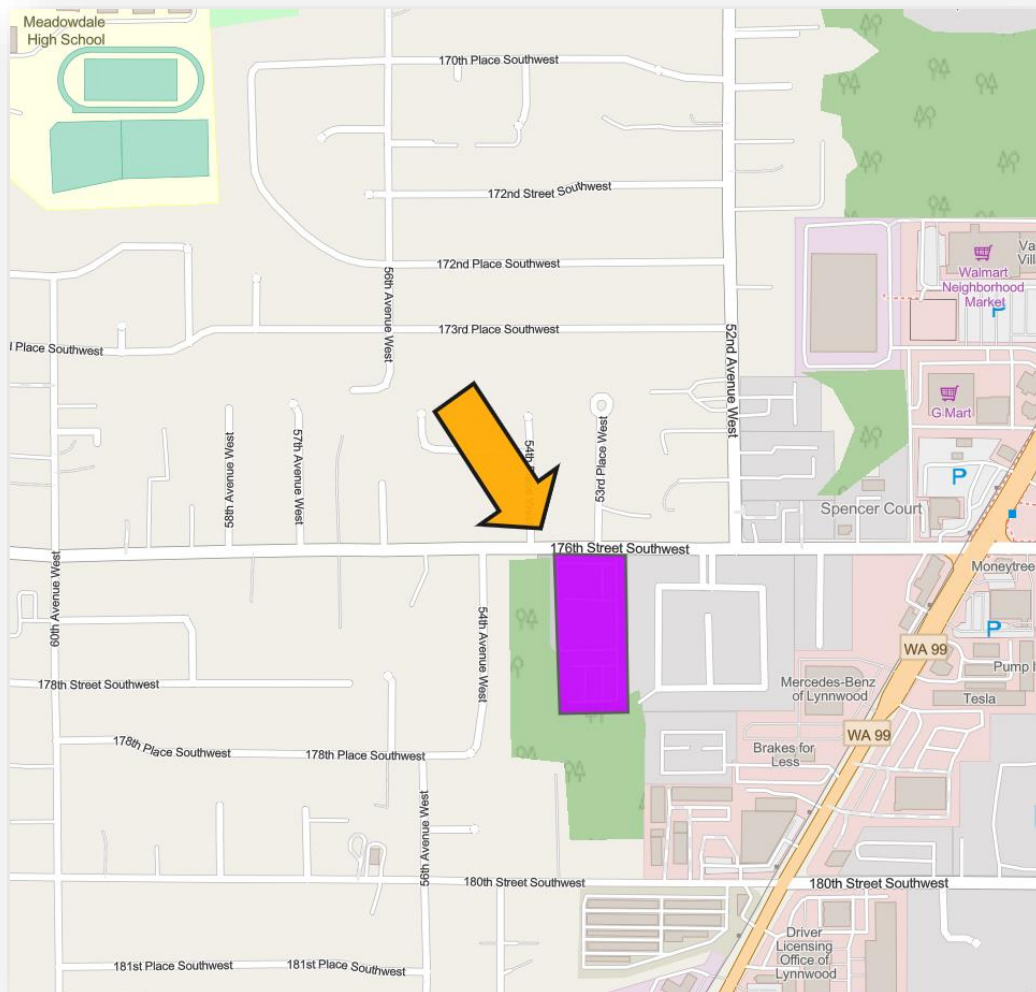 Meadowdale
High School
170th Place Southwest
172nd Street Southwest
172nd Place Southwest
56th Avenue West
Walmart
Neighborhood
Market
P
173rd Place Southwest
52nd Avenue West
Place Southwest
G Mart
58th Avenue West
57th Avenue West
53rd Place West
P
Spencer Court
176th Street Southwest
60th Avenue West
54th Avenue West
Moneytree
P
WA 99
178th Street Southwest
Mercedes-Benz
of Lynnwood
Pump
Tesla
WA 99
178th Place Southwest
178th Place Southwest
Brakes for
Less
56th Avenue West
180th Street Southwest
180th Street Southwest
Driver
Licensing
Office of
Lynnwood
181st Place Southwest
181st Place Southwest